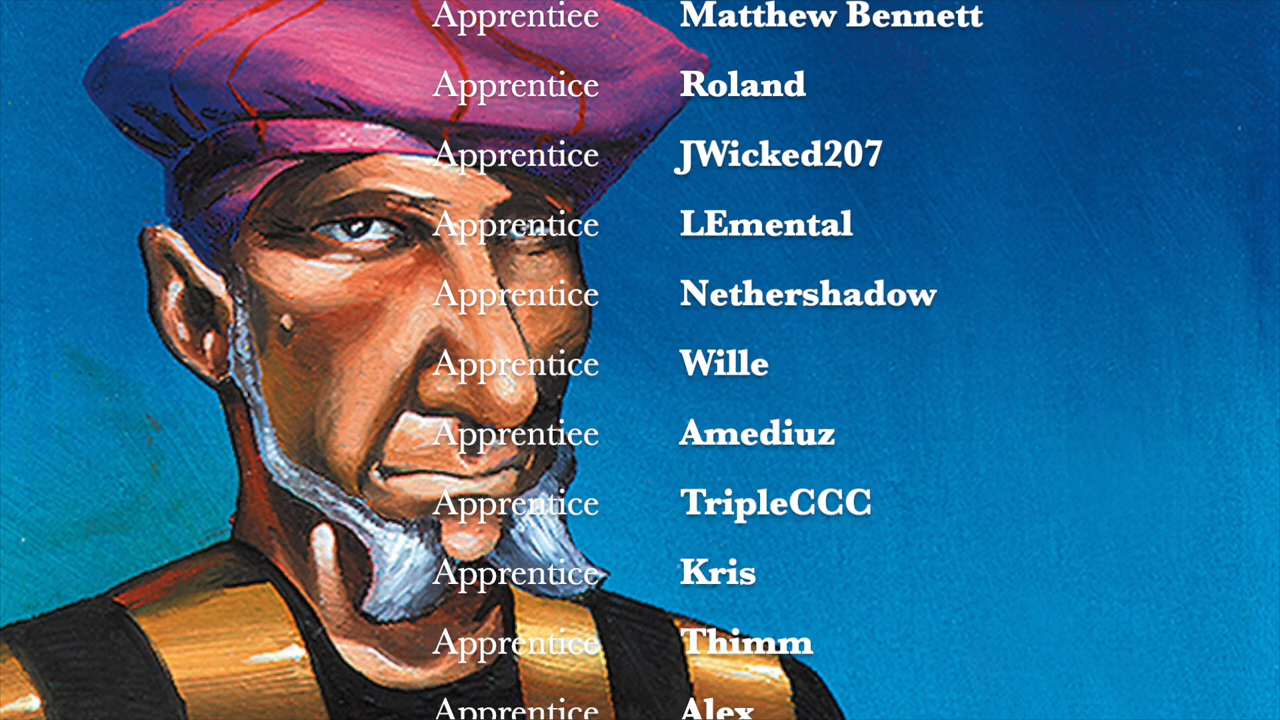 Apprentice Matthew Bennett
Apprentice Roland
Apprentice JWicked207
Apprentice LEmental
Apprentice Nethershadow
Apprentice Wille
Apprentice Amediuz
Apprentice TripleCCC
Apprentice Kris
Apprentice Thimm
Apprentice Alex